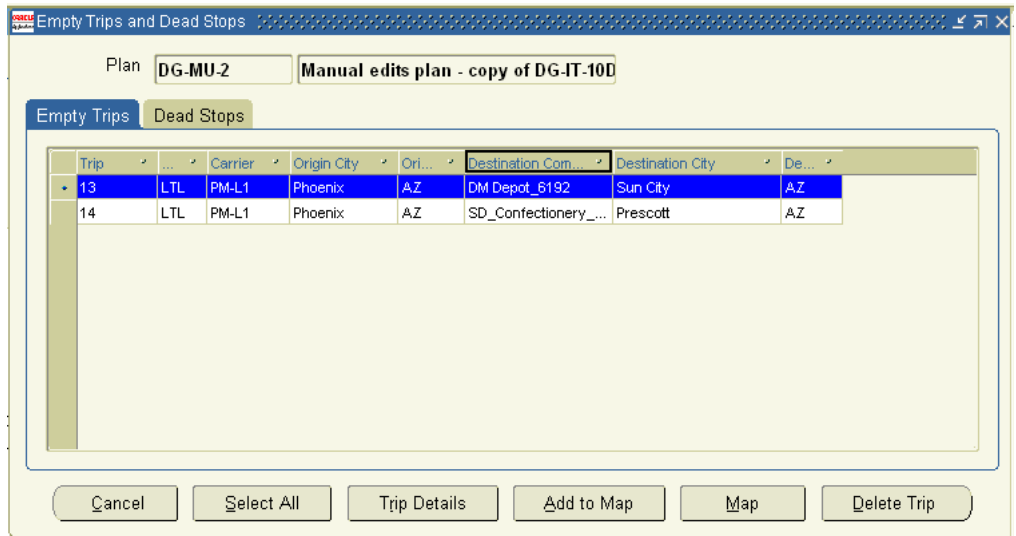 ORACLE Empty Trips and Dead Stops
Plan DG-MU-2 Manual edits plan - copy of DG-IT-10D
Empty Trips Dead Stops
Trip ... Carrier Origin City Ori... Destination Com... Destination City De...
13 LTL PM-L1 Phoenix AZ DM Depot_6192 Sun City AZ
14 LTL PM-L1 Phoenix AZ SD_Confectionery_... Prescott AZ
Cancel Select All Trip Details Add to Map Map Delete Trip